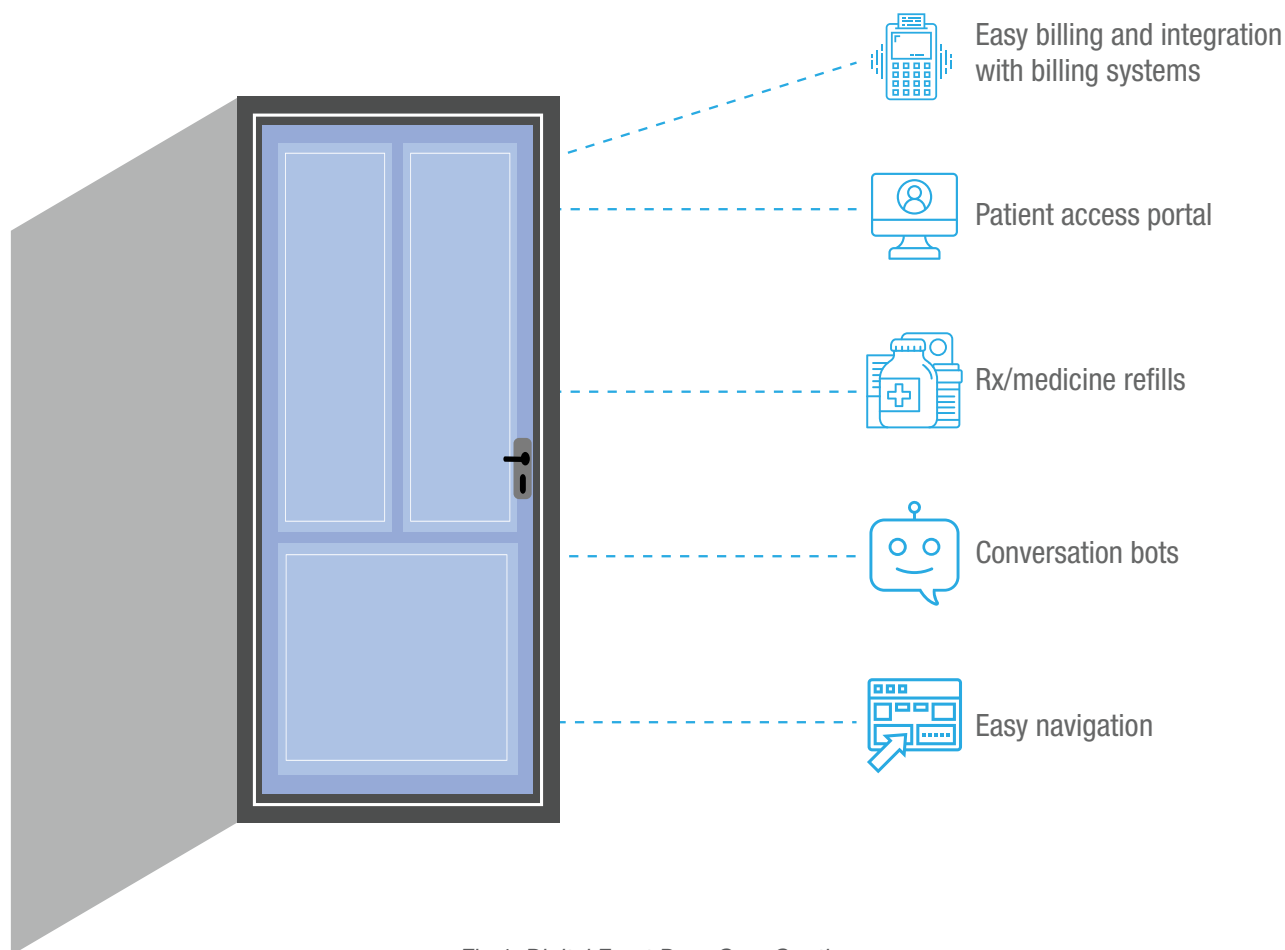 Easy billing and integration
with billing systems
Patient access portal
Rx/medicine refills
Conversation bots
Easy navigation